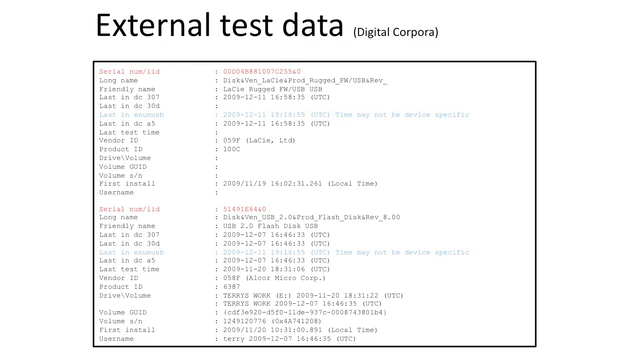 External test data (Digital Corpora)
Serial num/iid : 00D04B881007C255&0
Long name : Disk&Ven_LaCie&Prod_Rugged_FW/USB&Rev_
Friendly name : LaCie Rugged FW/USB USB
Last in dc 307 : 2009-12-11 16:58:35 (UTC)
Last in dc 30d :
Last in enumusb : 2009-12-11 19:16:55 (UTC) Time may not be device specific
Last in dc a5 : 2009-12-11 16:58:35 (UTC)
Last test time :
Vendor ID : 059F (LaCie, Ltd)
Product ID : 100C
Drive\Volume :
Volume GUID :
Volume s/n :
First install : 2009/11/19 16:02:31.261 (Local Time)
Username :
Serial num/iid : 51491E64&0
Long name : Disk&Ven_USB_2.0&Prod_Flash_Disk&Rev_8.00
Friendly name : USB 2.0 Flash Disk USB
Last in dc 307 : 2009-12-07 16:46:33 (UTC)
Last in dc 30d : 2009-12-07 16:46:33 (UTC)
Last in enumusb : 2009-12-11 19:16:55 (UTC) Time may not be device specific
Last in dc a5 : 2009-12-07 16:46:33 (UTC)
Last test time : 2009-11-20 18:31:06 (UTC)
Vendor ID : 058F (Alcor Micro Corp.)
Product ID : 6387
Drive\Volume : TERRYS WORK (E:) 2009-11-20 18:31:22 (UTC)
: TERRYS WORK 2009-12-07 16:46:35 (UTC)
Volume GUID : {cdf3e920-d5f0-11de-937c-0008743801b4}
Volume s/n : 1249120776 (0x4A741208)
First install : 2009/11/20 10:31:00.891 (Local Time)
Username : terry 2009-12-07 16:46:35 (UTC)